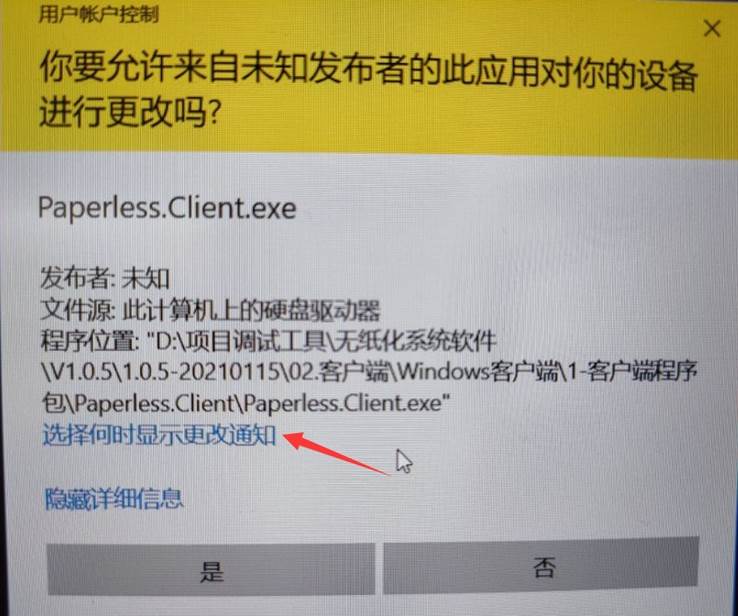 用户帐户控制
你要允许来自未知发布者的此应用对你的设备
进行更改吗?
Paperless.Client.exe
发布者: 未知
文件源: 此计算机上的硬盘驱动器
程序位置: "D:\项目调试工具\无纸化系统软件
\V1.0.5\1.0.5-20210115\02.客户端\Windows客户端\1-客户端程序
包\Paperless.Client\Paperless.Client.exe"
选择何时显示更改通知
隐藏详细信息
是
否